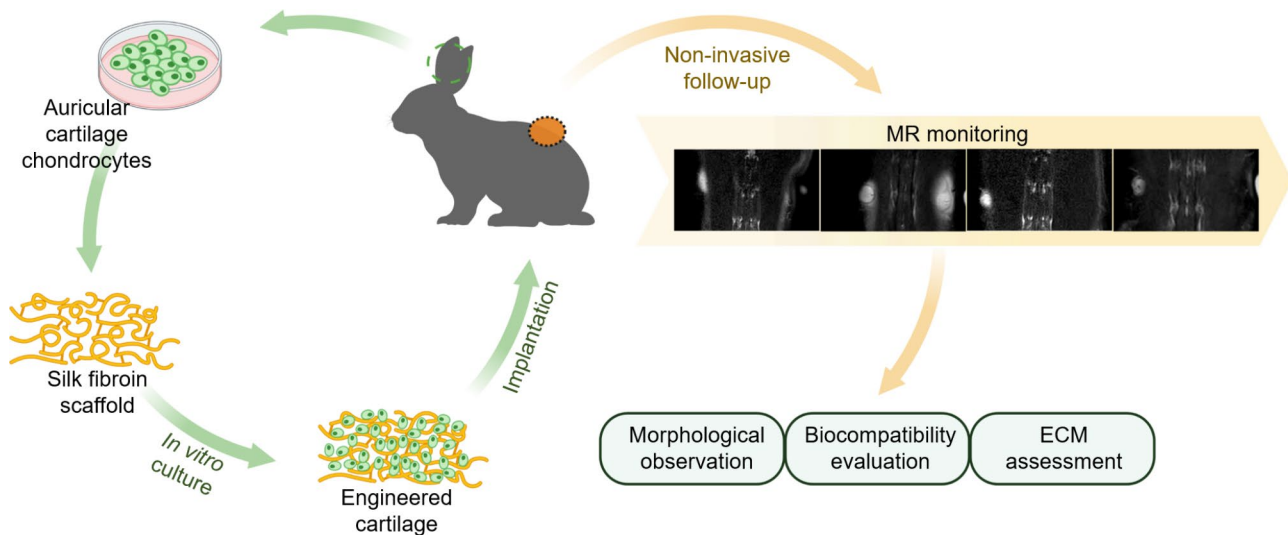 Auricular
cartilage
chondrocytes
Silk fibroin
scaffold
In vitro
culture
Engineered
cartilage
Implantation
Non-invasive
follow-up
MR monitoring
Morphological
observation
Biocompatibility
evaluation
ECM
assessment